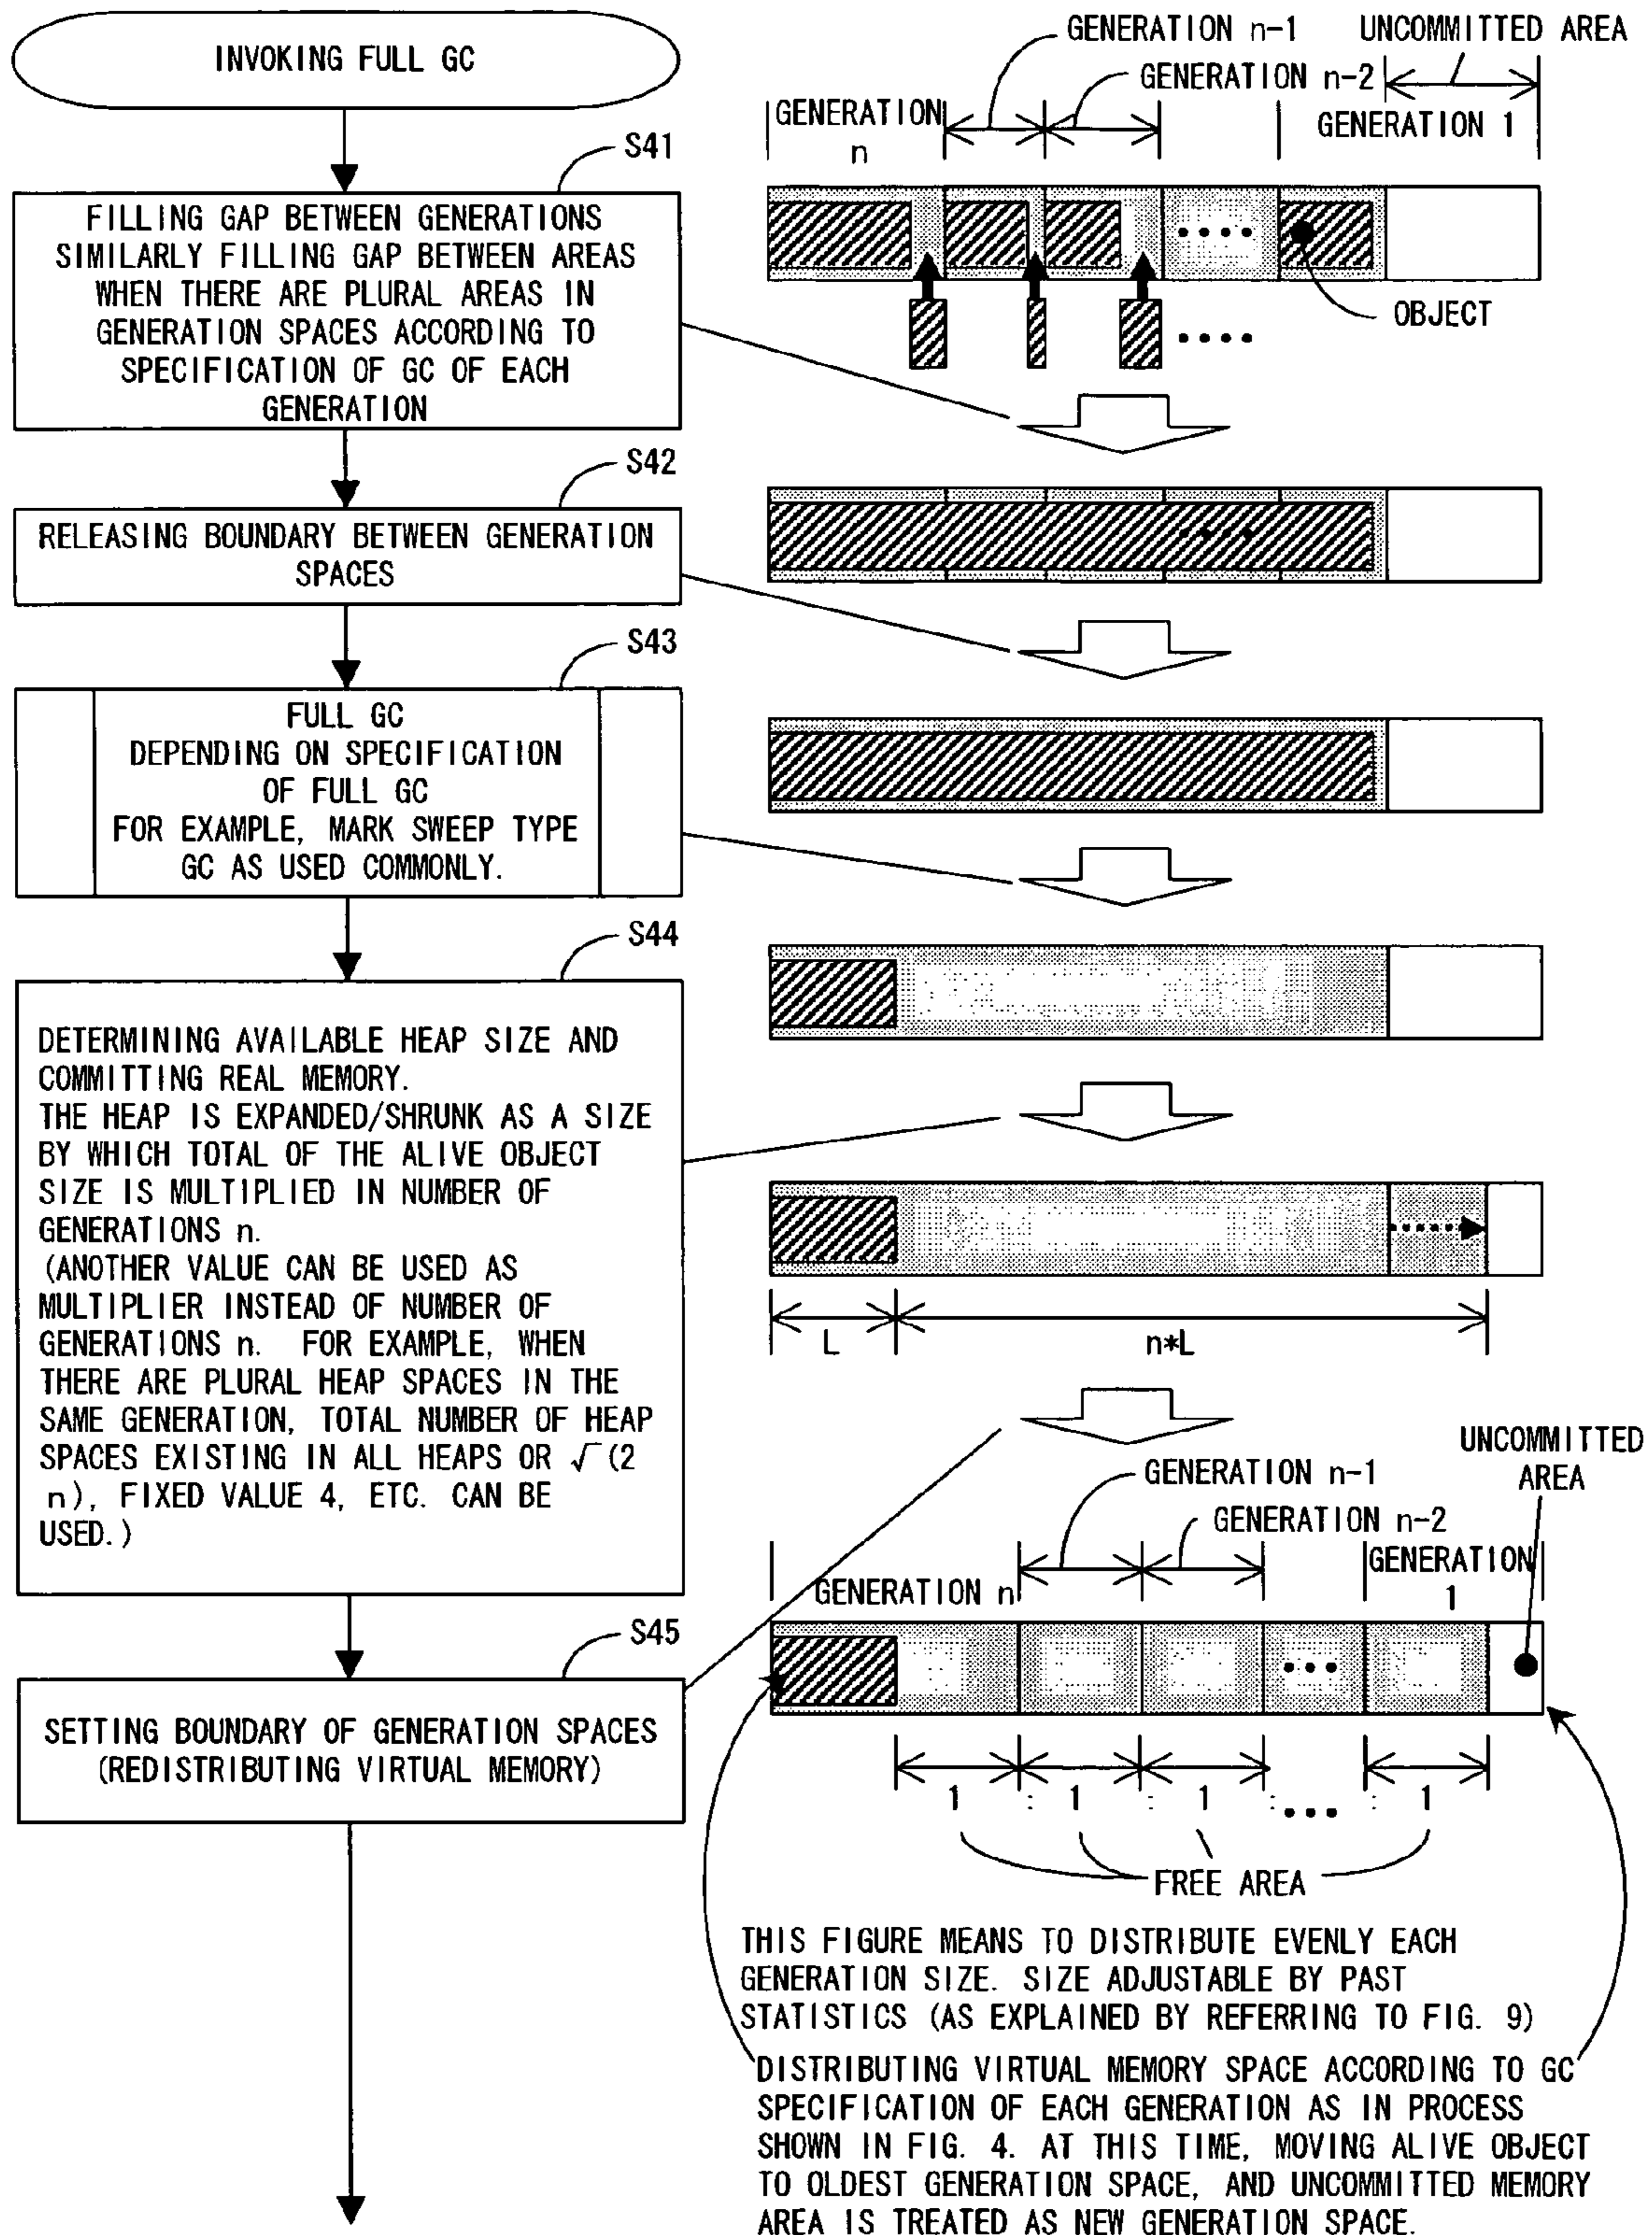 INVOKING FULL GC
S41
FILLING GAP BETWEEN GENERATIONS
SIMILARLY FILLING GAP BETWEEN AREAS
WHEN THERE ARE PLURAL AREAS IN
GENERATION SPACES ACCORDING TO
SPECIFICATION OF GC OF EACH
GENERATION
S42
RELEASING BOUNDARY BETWEEN GENERATION
SPACES
S43
FULL GC
DEPENDING ON SPECIFICATION
OF FULL GC
FOR EXAMPLE, MARK SWEEP TYPE
GC AS USED COMMONLY.
S44
DETERMINING AVAILABLE HEAP SIZE AND
COMMITTING REAL MEMORY.
THE HEAP IS EXPANDED/SHRUNK AS A SIZE
BY WHICH TOTAL OF THE ALIVE OBJECT
SIZE IS MULTIPLIED IN NUMBER OF
GENERATIONS n.
(ANOTHER VALUE CAN BE USED AS
MULTIPLIER INSTEAD OF NUMBER OF
GENERATIONS n. FOR EXAMPLE, WHEN
THERE ARE PLURAL HEAP SPACES IN THE
SAME GENERATION, TOTAL NUMBER OF HEAP
SPACES EXISTING IN ALL HEAPS OR √(2
n), FIXED VALUE 4, ETC. CAN BE
USED.)
S45
SETTING BOUNDARY OF GENERATION SPACES
(REDISTRIBUTING VIRTUAL MEMORY)
GENERATION n-1
UNCOMMITTED AREA
GENERATION n-2
GENERATION
n
GENERATION 1
OBJECT
L
n*L
UNCOMMITTED
AREA
GENERATION n-1
GENERATION n-2
GENERATION
1
GENERATION n
1 : 1 : 1 : ••• : 1
FREE AREA
THIS FIGURE MEANS TO DISTRIBUTE EVENLY EACH
GENERATION SIZE. SIZE ADJUSTABLE BY PAST
STATISTICS (AS EXPLAINED BY REFERRING TO FIG. 9)
DISTRIBUTING VIRTUAL MEMORY SPACE ACCORDING TO GC
SPECIFICATION OF EACH GENERATION AS IN PROCESS
SHOWN IN FIG. 4. AT THIS TIME, MOVING ALIVE OBJECT
TO OLDEST GENERATION SPACE, AND UNCOMMITTED MEMORY
AREA IS TREATED AS NEW GENERATION SPACE.